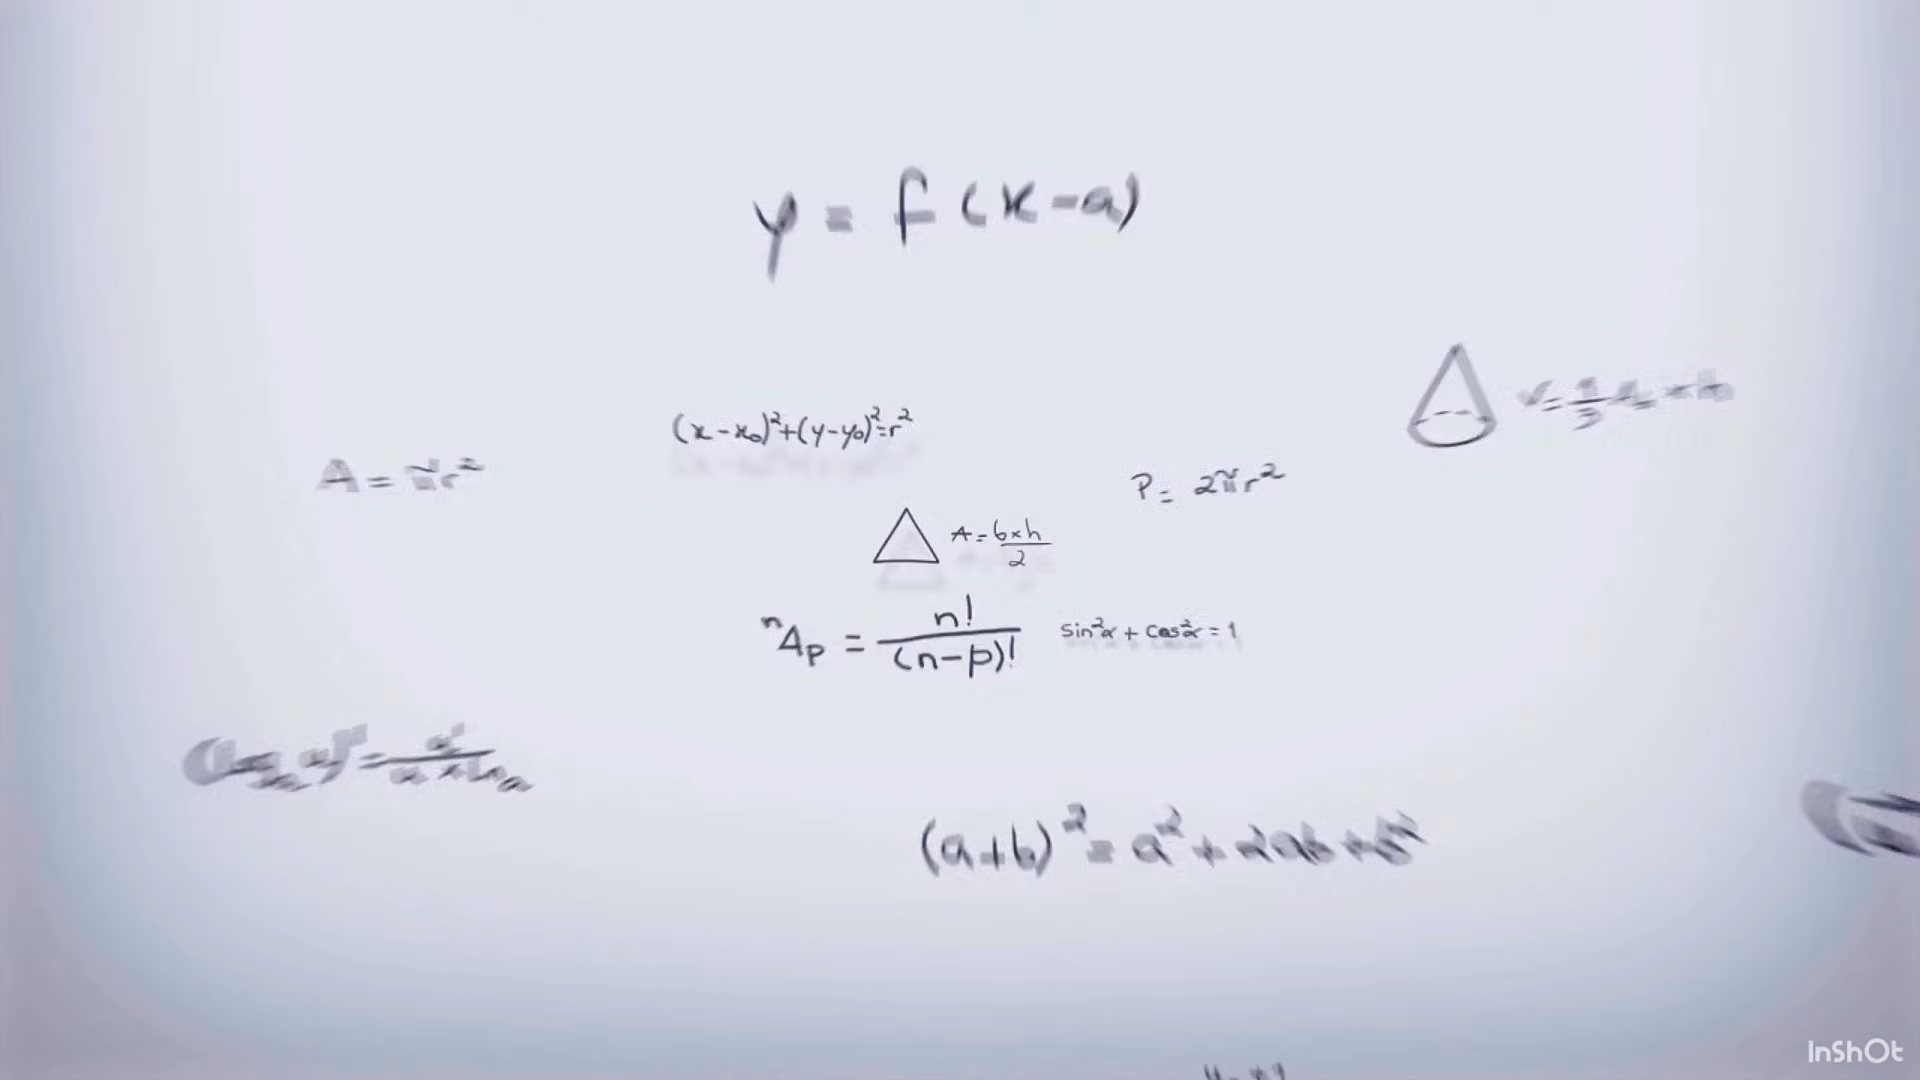 y = f(x-a)
(x-x₀)²+(y-y₀)²=r²
A = πr²
P = 2πr²
A = b×h/2
ⁿAp = n!/(n-p)!
sin²α + cos²α = 1
(a+b)² = a² + 2ab + b²
InShOt